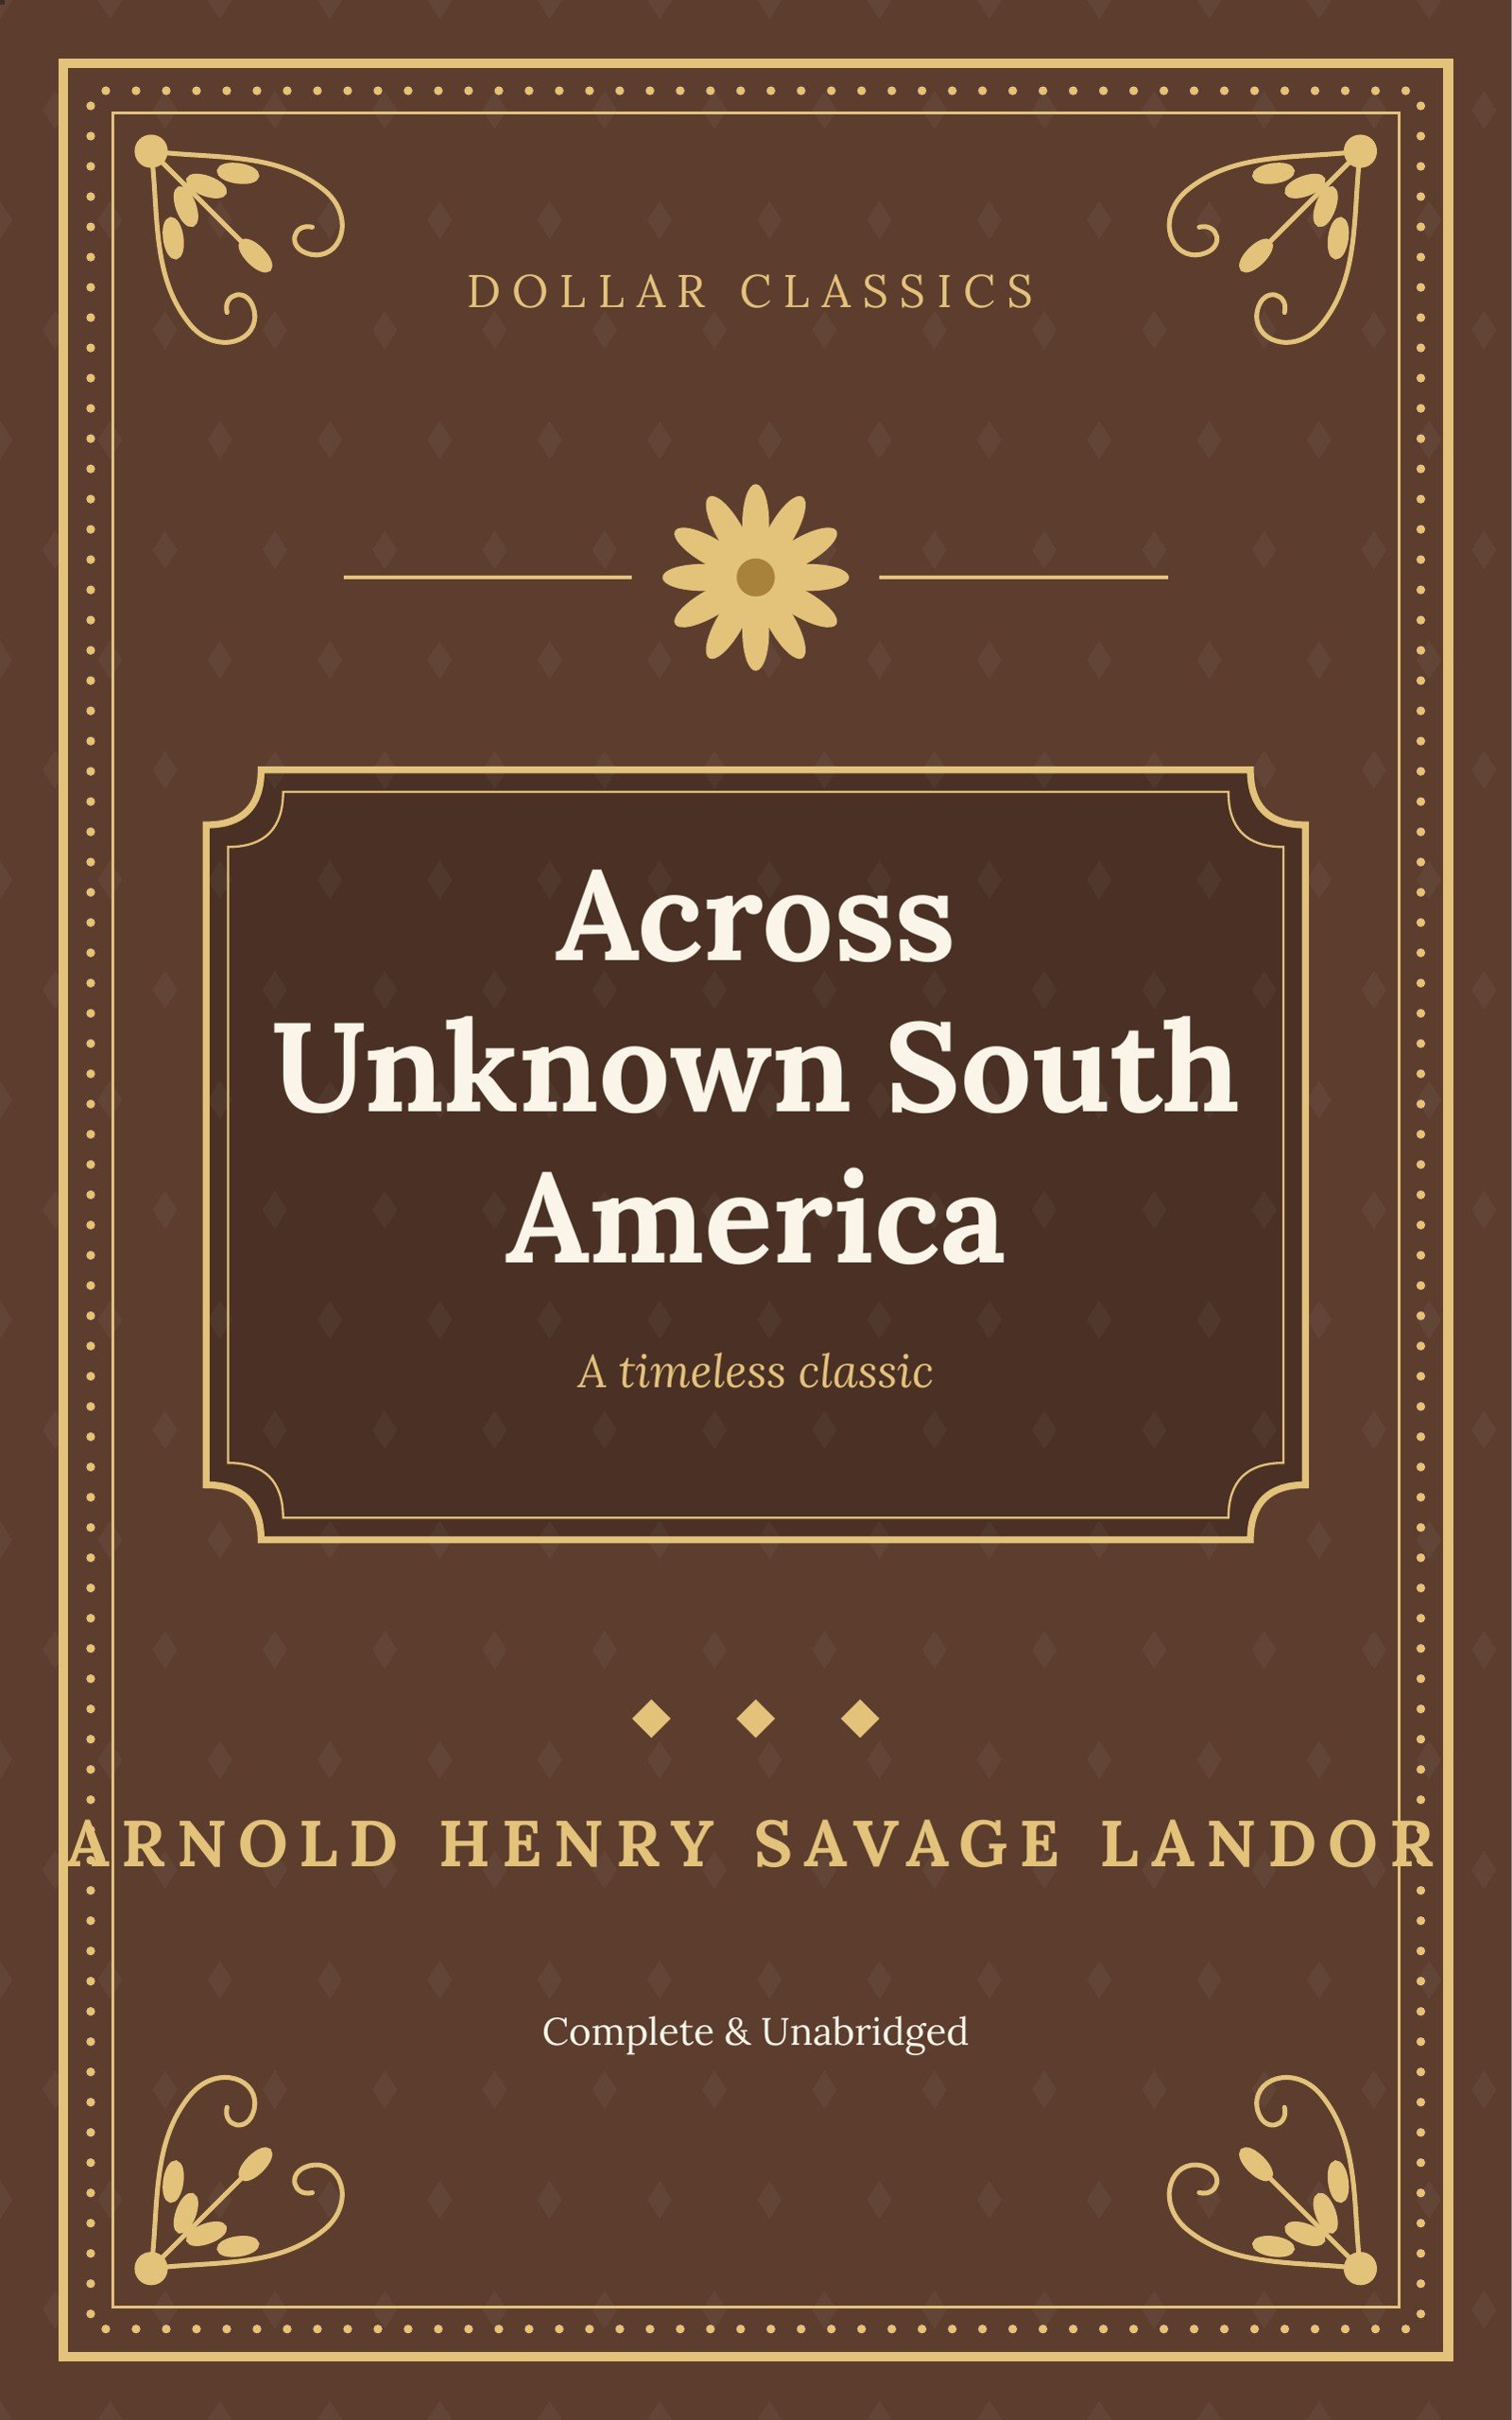 DOLLAR CLASSICS
Across
Unknown South
America
A timeless classic
ARNOLD HENRY SAVAGE LANDOR
Complete & Unabridged